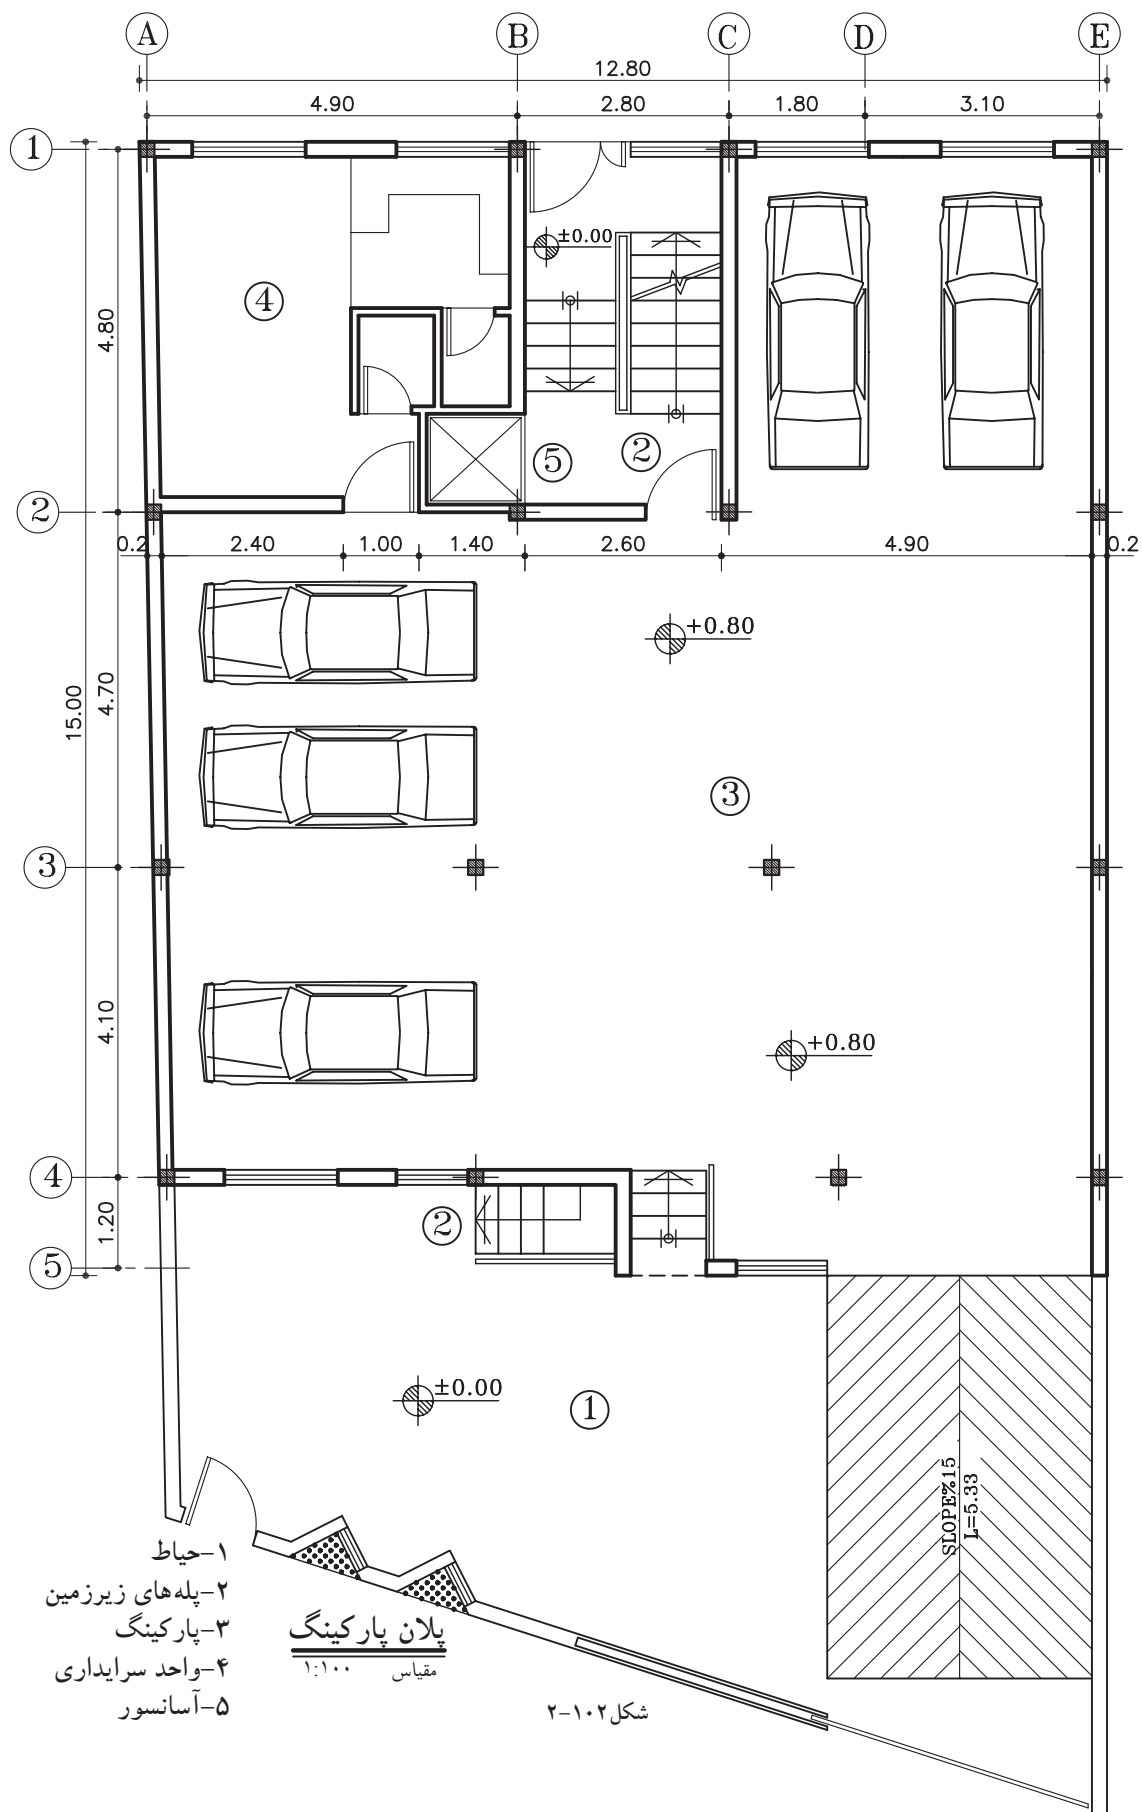 A B C D E
12.80
4.90 2.80 1.80 3.10
1
±0.00
4
4.80
5 2
2
0.2 2.40 1.00 1.40 2.60 4.90 0.2
+0.80
4.70
15.00
3
3
4.10
+0.80
4
1.20
2
5
±0.00
1
SLOPE%15
L=5.33
۱-حیاط
۲-پله‌های زیرزمین
۳-پارکینگ
۴-واحد سرایداری
۵-آسانسور
پلان پارکینگ
مقیاس ۱:۱۰۰
شکل۱۰۲-۲